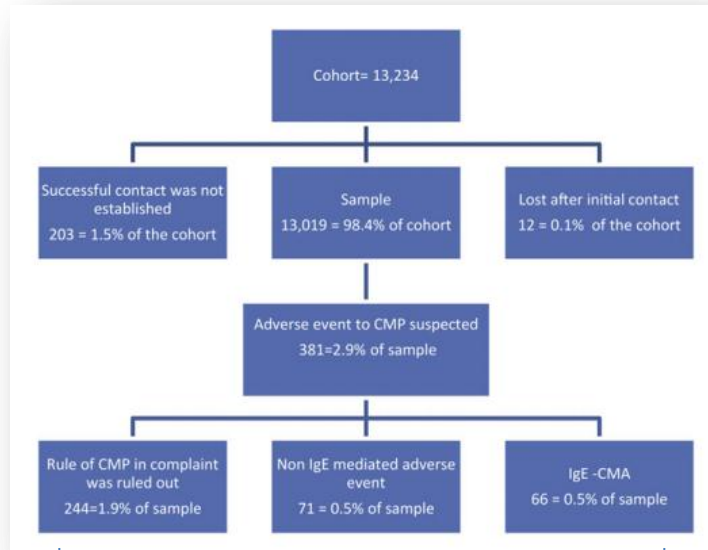 Cohort= 13,234
Successful contact was not
established
203 = 1.5% of the cohort
Sample
13,019 = 98.4% of cohort
Lost after initial contact
12 = 0.1% of the cohort
Adverse event to CMP suspected
381=2.9% of sample
Rule of CMP in complaint
was ruled out
244=1.9% of sample
Non IgE mediated adverse
event
71 = 0.5% of sample
IgE -CMA
66 = 0.5% of sample